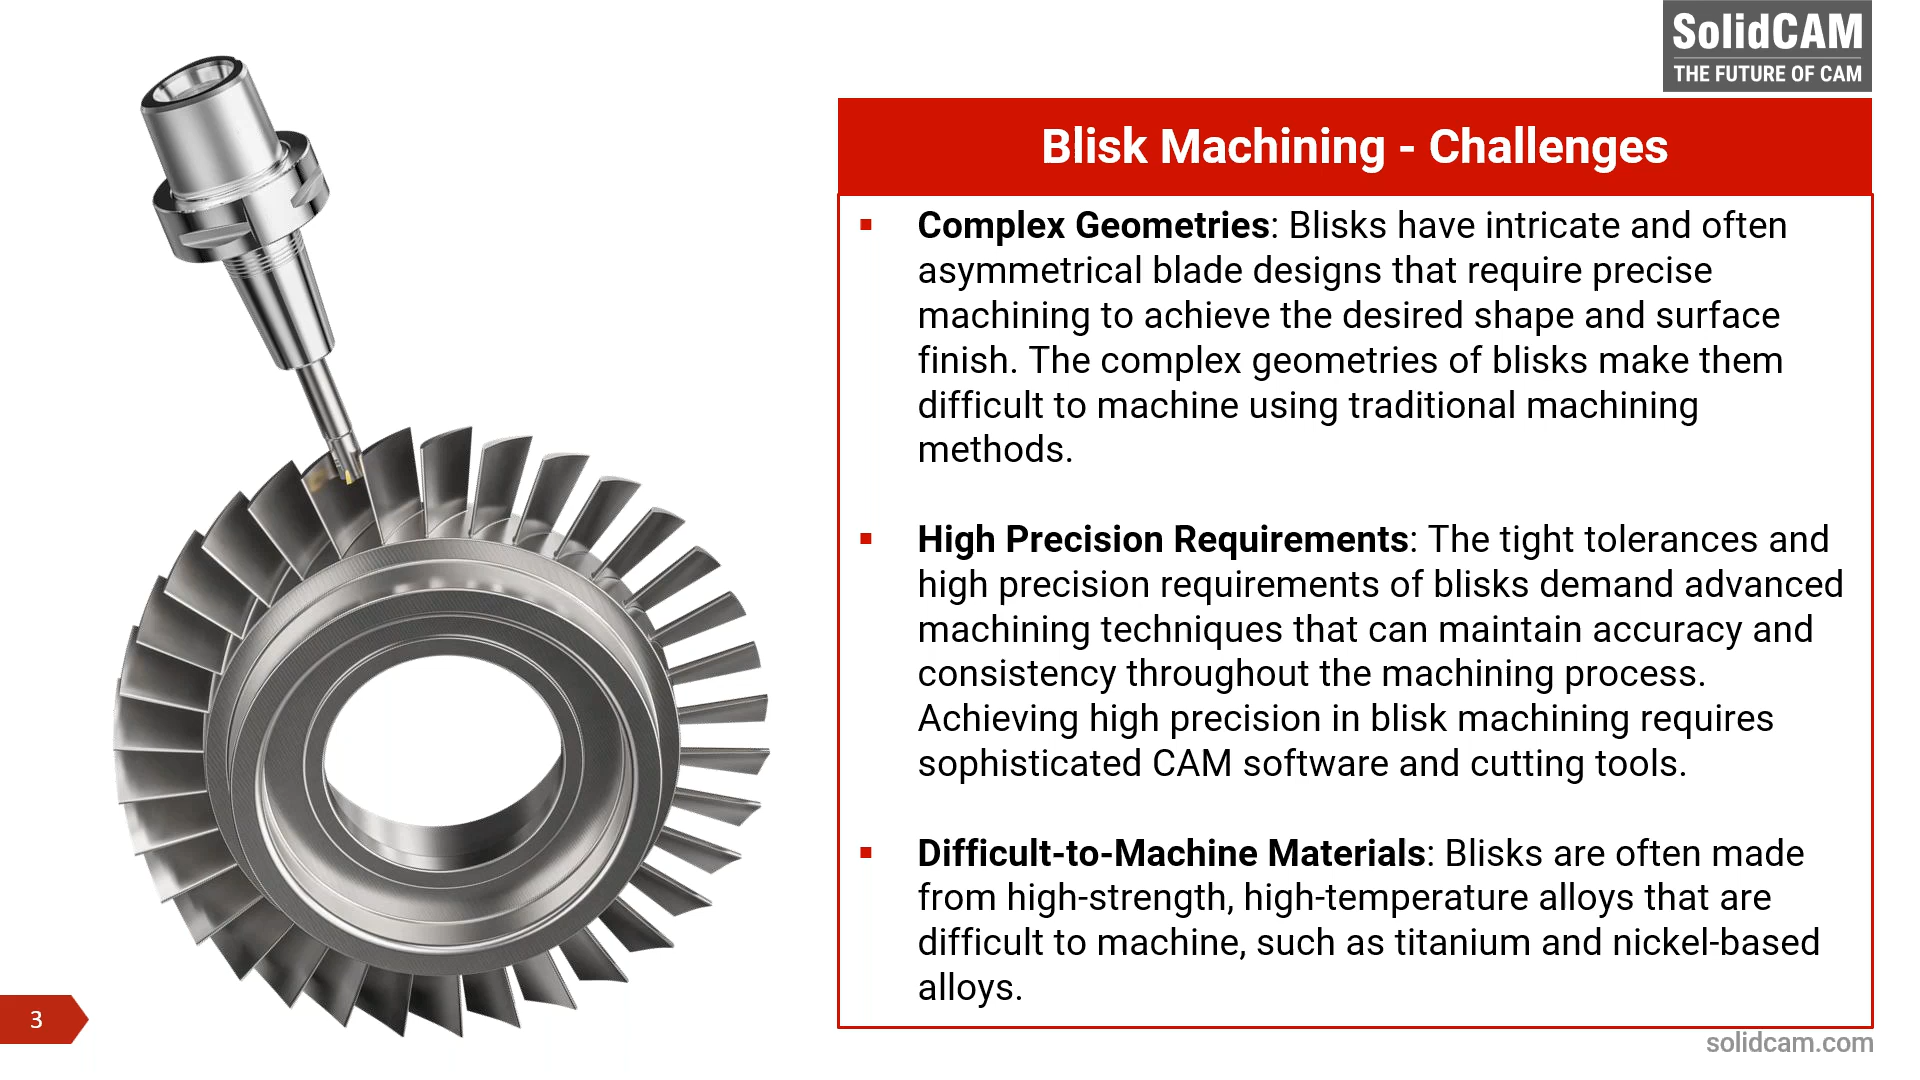 SolidCAM
THE FUTURE OF CAM
Blisk Machining - Challenges
▪ Complex Geometries: Blisks have intricate and often
asymmetrical blade designs that require precise
machining to achieve the desired shape and surface
finish. The complex geometries of blisks make them
difficult to machine using traditional machining
methods.
▪ High Precision Requirements: The tight tolerances and
high precision requirements of blisks demand advanced
machining techniques that can maintain accuracy and
consistency throughout the machining process.
Achieving high precision in blisk machining requires
sophisticated CAM software and cutting tools.
▪ Difficult-to-Machine Materials: Blisks are often made
from high-strength, high-temperature alloys that are
difficult to machine, such as titanium and nickel-based
alloys.
3
solidcam.com